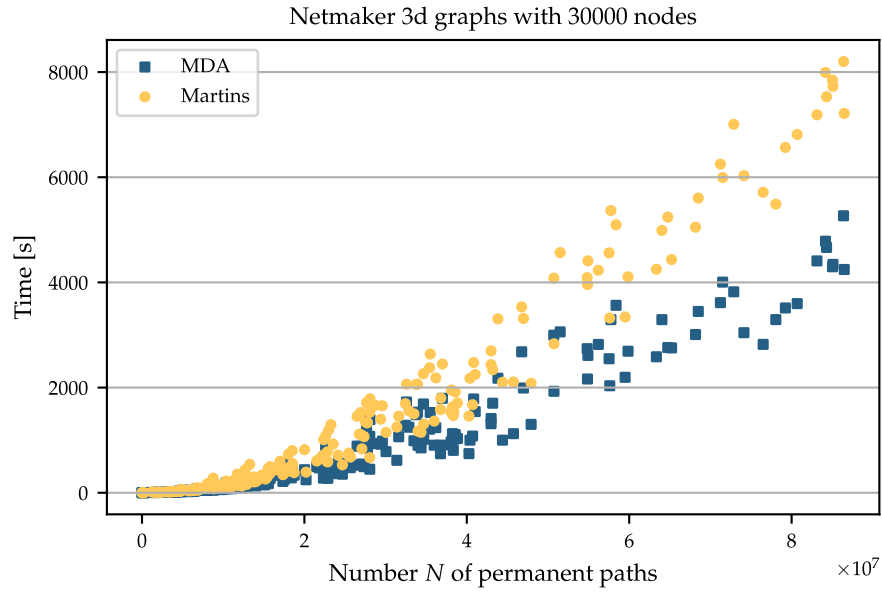 Netmaker 3d graphs with 30000 nodes
MDA
Martins
8000
6000
4000
2000
0
Time [s]
0 2 4 6 8
×10⁷
Number N of permanent paths